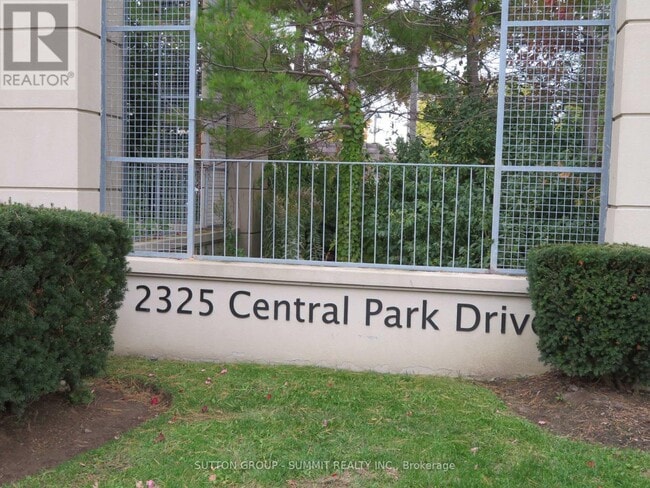 R
REALTOR®
2325 Central Park Drive
SUTTON GROUP - SUMMIT REALTY INC., Brokerage